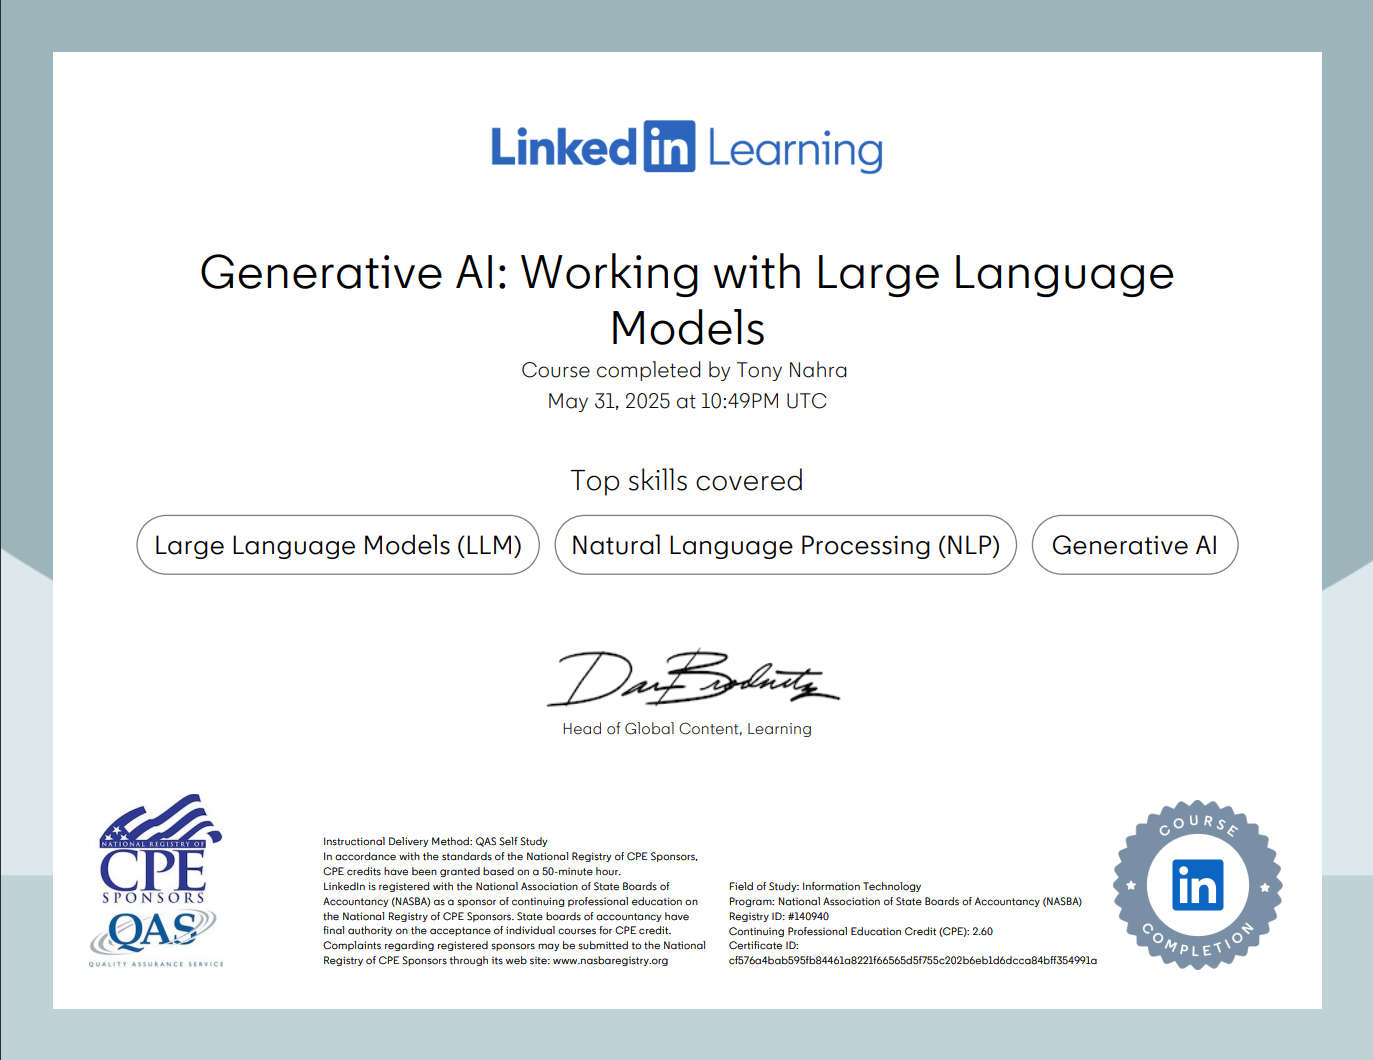 Linkedin Learning
Generative AI: Working with Large Language
Models
Course completed by Tony Nahra
May 31, 2025 at 10:49PM UTC
Top skills covered
Large Language Models (LLM)
Natural Language Processing (NLP)
Generative AI
Dan Brodnitz
Head of Global Content, Learning
NATIONAL REGISTRY OF
CPE
SPONSORS
QAS
QUALITY ASSURANCE SERVICE
Instructional Delivery Method: QAS Self Study
In accordance with the standards of the National Registry of CPE Sponsors,
CPE credits have been granted based on a 50-minute hour.
LinkedIn is registered with the National Association of State Boards of
Accountancy (NASBA) as a sponsor of continuing professional education on
the National Registry of CPE Sponsors. State boards of accountancy have
final authority on the acceptance of individual courses for CPE credit.
Complaints regarding registered sponsors may be submitted to the National
Registry of CPE Sponsors through its web site: www.nasbaregistry.org
Field of Study: Information Technology
Program: National Association of State Boards of Accountancy (NASBA)
Registry ID: #140940
Continuing Professional Education Credit (CPE): 2.60
Certificate ID:
cf576a4bab595fb84461a8221f66565d5f755c202b6eb1d6dcca84bff354991a
COURSE
in
COMPLETION